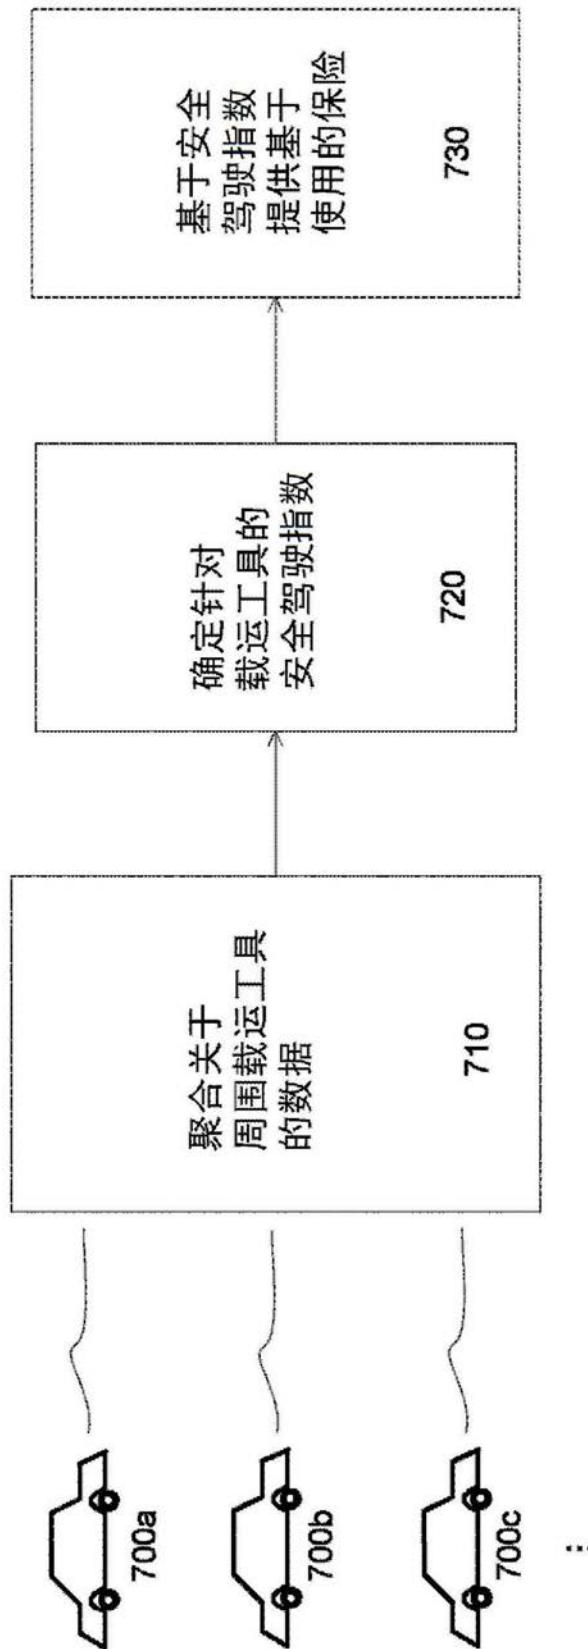 700a
700b
700c
聚合关于
周围载运工具
的数据
710
确定针对
载运工具的
安全驾驶指数
720
基于安全
驾驶指数
提供基于
使用的保险
730